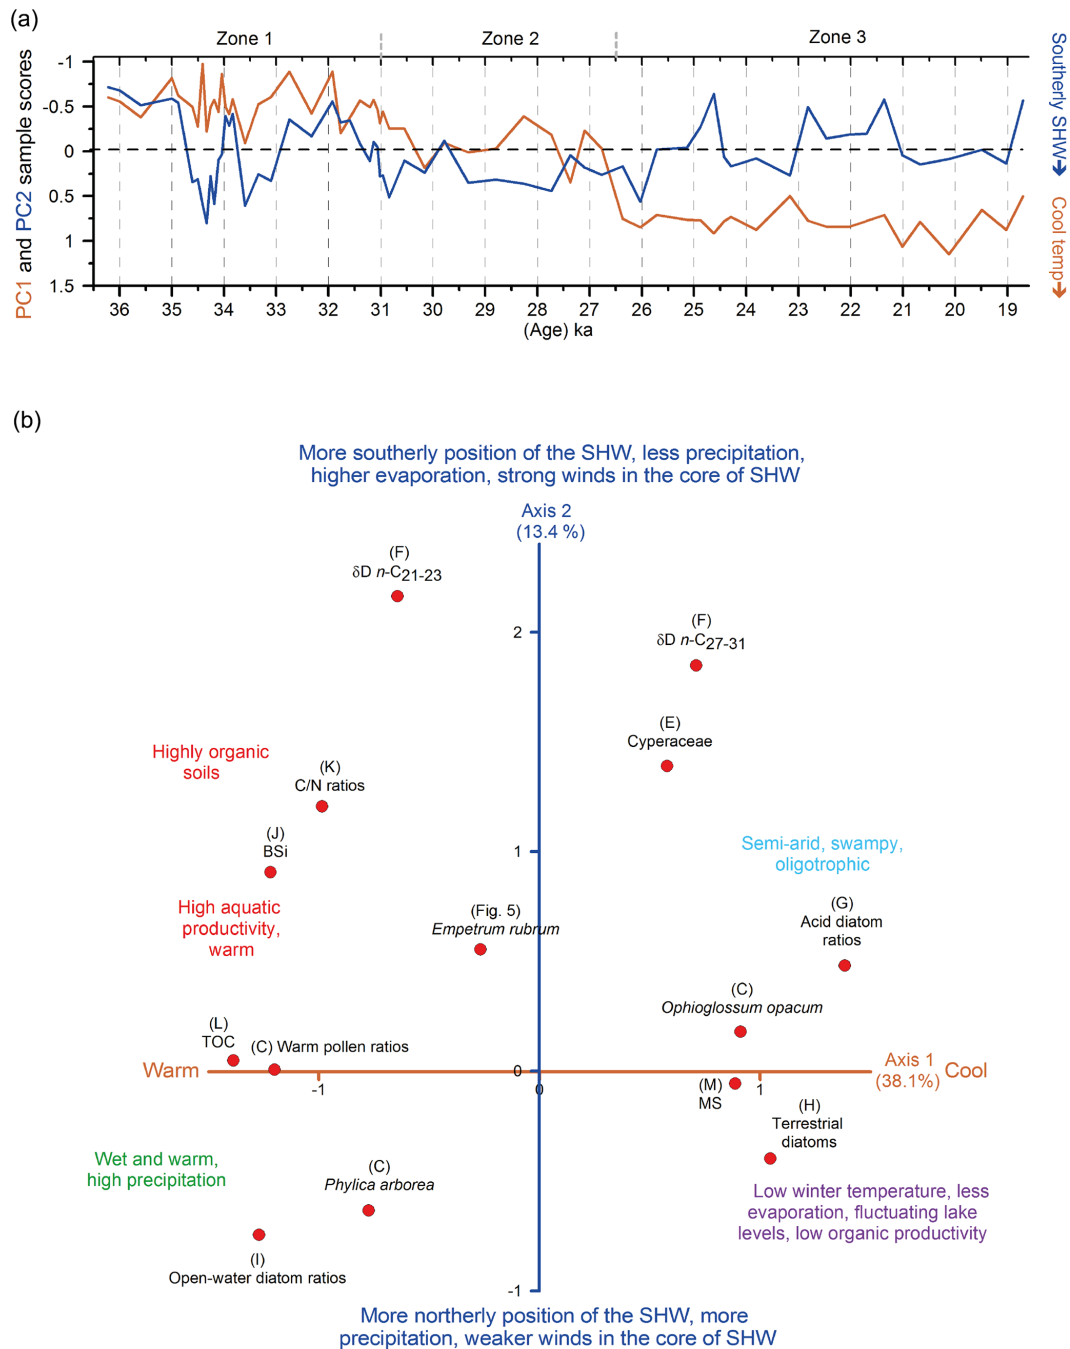 (a)
Zone 1
Zone 2
Zone 3
PC1 and PC2 sample scores
-1
-0.5
0
0.5
1
1.5
Southerly SHW➔
Cool temp➔
36 35 34 33 32 31 30 29 28 27 26 25 24 23 22 21 20 19
(Age) ka
(b)
More southerly position of the SHW, less precipitation,
higher evaporation, strong winds in the core of SHW
Axis 2
(13.4 %)
(F)
δD n-C21-23
(F)
δD n-C27-31
2
(E)
Cyperaceae
Highly organic
soils
(K)
C/N ratios
(J)
BSi
1
Semi-arid, swampy,
oligotrophic
High aquatic
productivity,
warm
(Fig. 5)
Empetrum rubrum
(G)
Acid diatom
ratios
(C)
Ophioglossum opacum
(L)
TOC
(C) Warm pollen ratios
Warm
0
Axis 1
(38.1%)
Cool
-1
0
1
(M)
MS
(H)
Terrestrial
diatoms
Wet and warm,
high precipitation
(C)
Phylica arborea
Low winter temperature, less
evaporation, fluctuating lake
levels, low organic productivity
(I)
Open-water diatom ratios
-1
More northerly position of the SHW, more
precipitation, weaker winds in the core of SHW